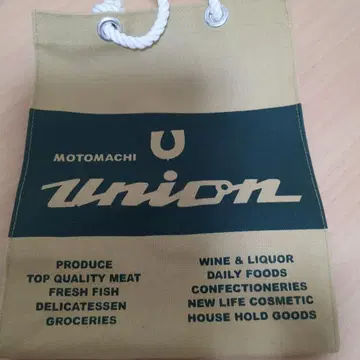 MOTOMACHI
union
PRODUCE
TOP QUALITY MEAT
FRESH FISH
DELICATESSEN
GROCERIES
WINE & LIQUOR
DAILY FOODS
CONFECTIONERIES
NEW LIFE COSMETIC
HOUSE HOLD GOODS